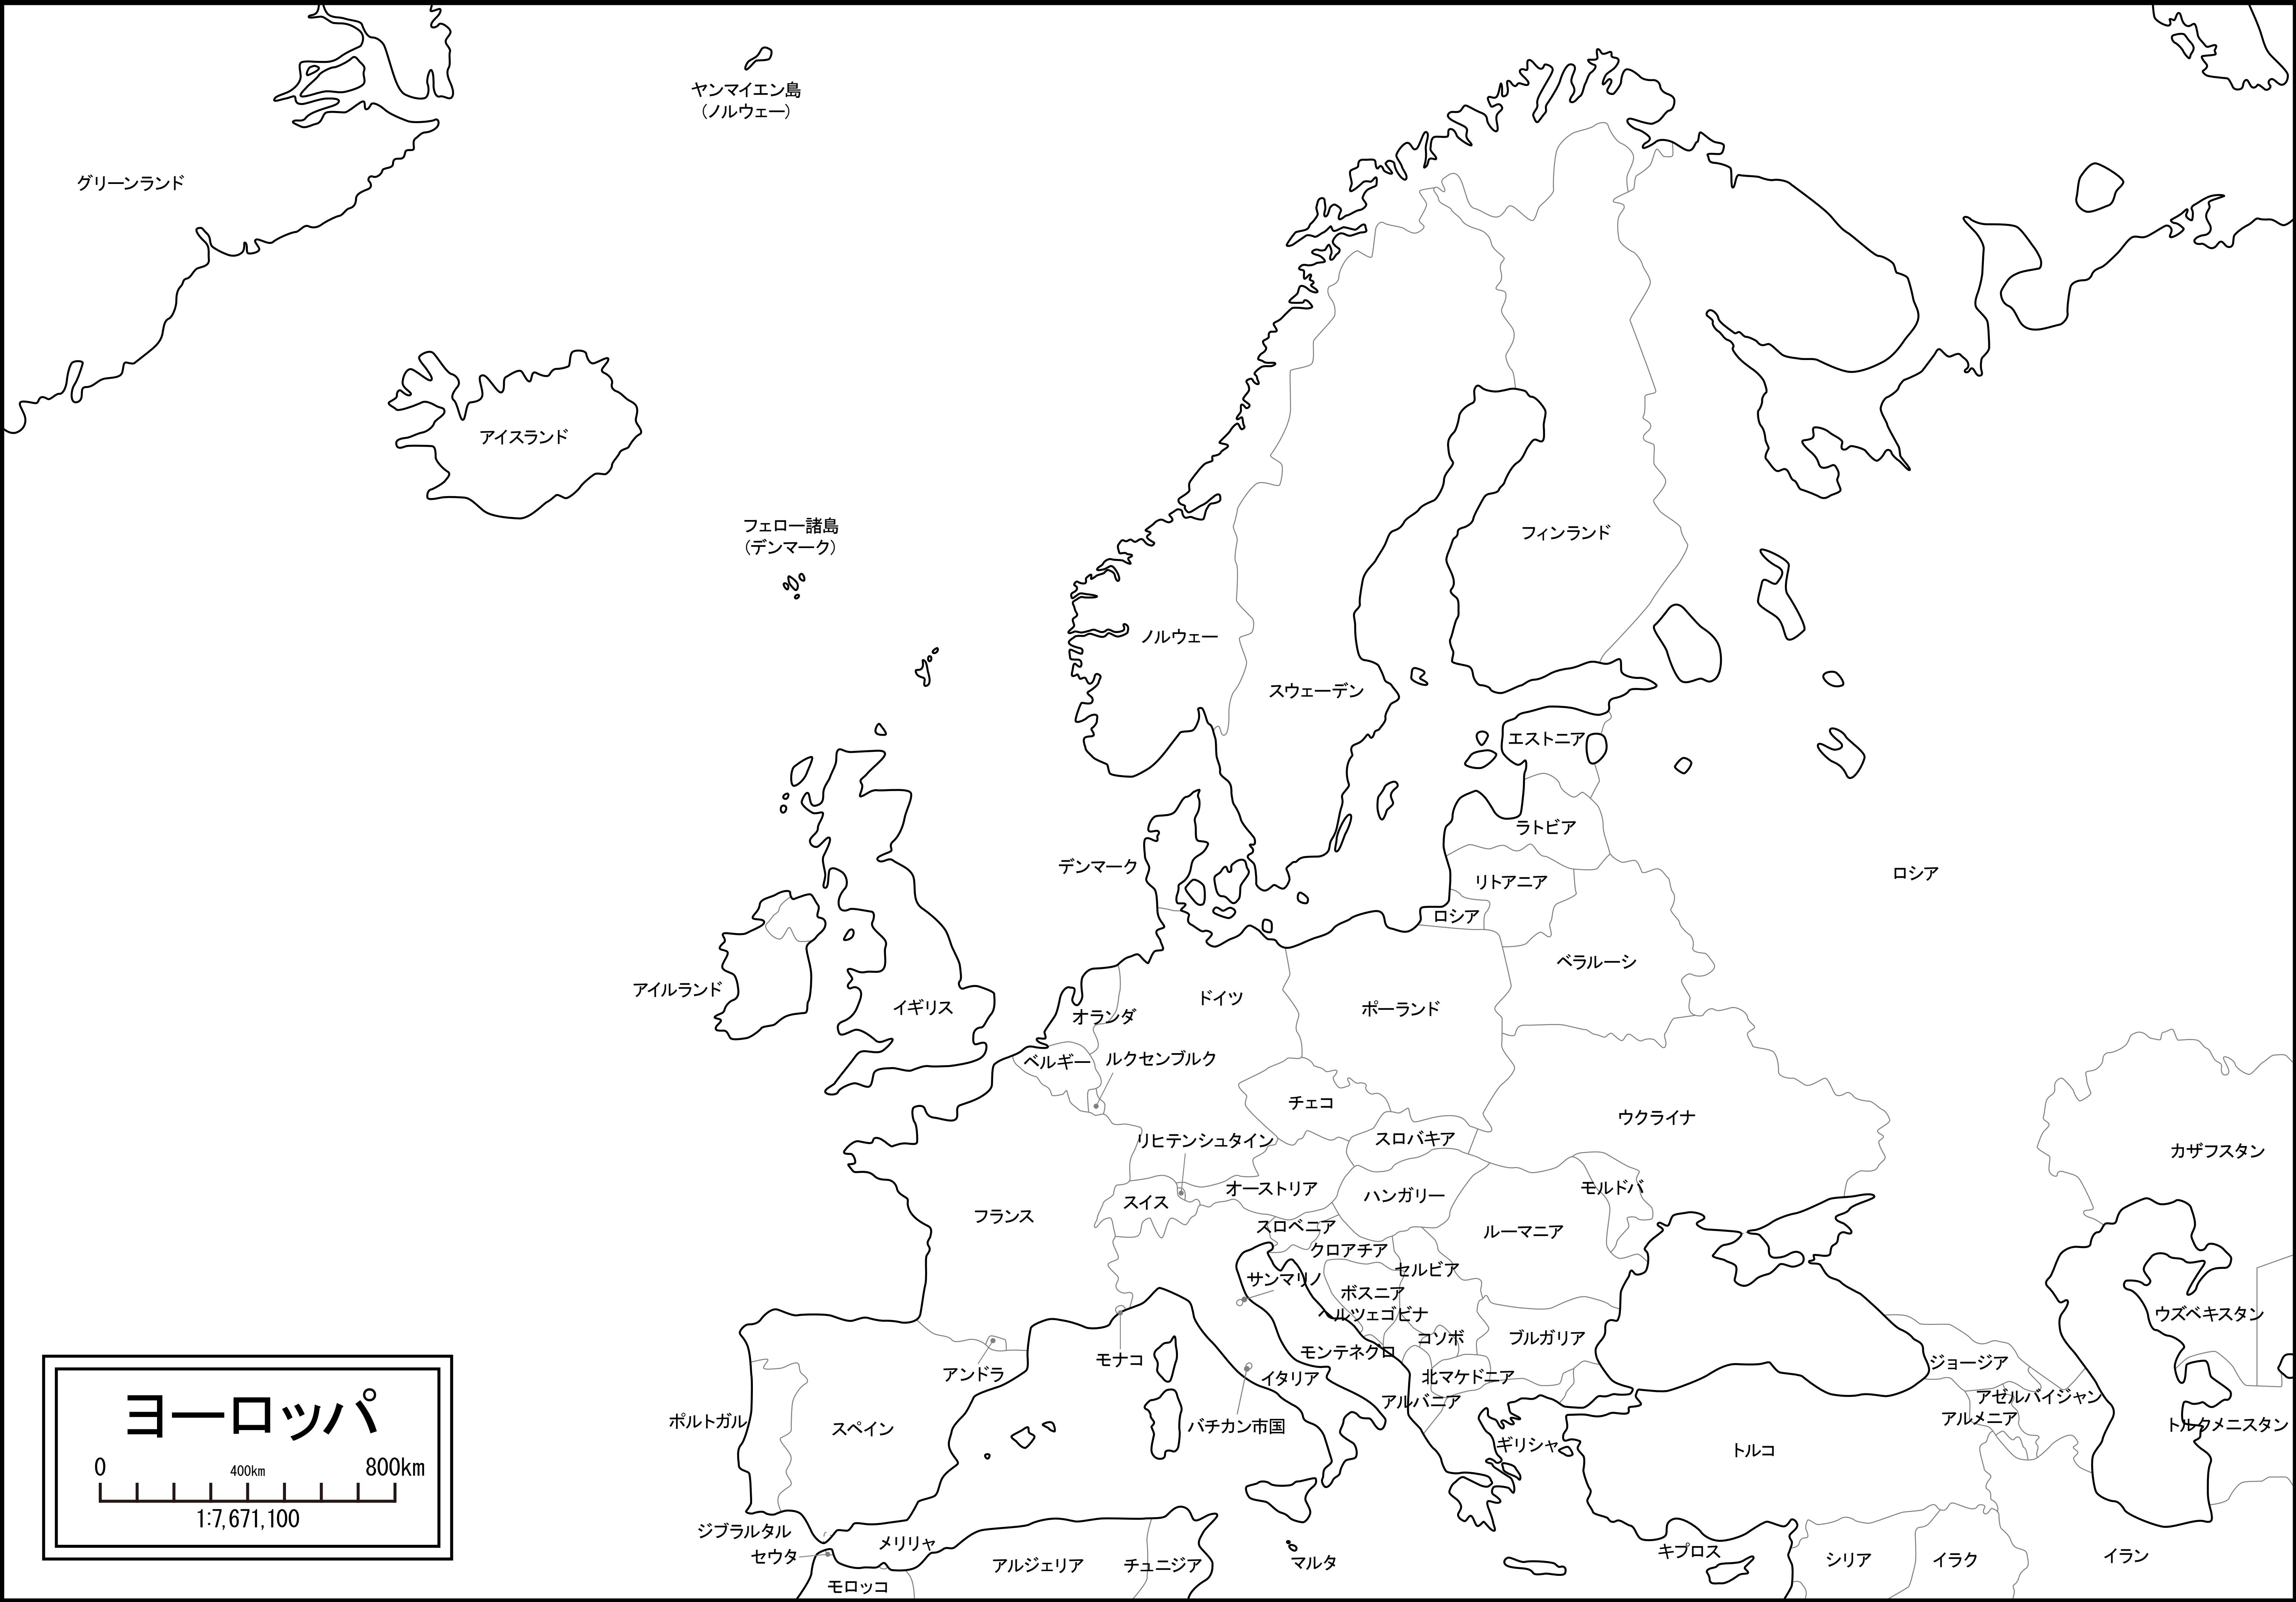 ヤンマイエン島
(ノルウェー)
グリーンランド
アイスランド
フェロー諸島
(デンマーク)
フィンランド
ノルウェー
スウェーデン
エストニア
ラトビア
デンマーク
ロシア
リトアニア
ロシア
ベラルーシ
アイルランド
イギリス
ドイツ
ポーランド
オランダ
ベルギー
ルクセンブルク
チェコ
ウクライナ
リヒテンシュタイン
スロバキア
カザフスタン
スイス
オーストリア
ハンガリー
モルドバ
フランス
スロベニア
ルーマニア
クロアチア
セルビア
サンマリノ
ボスニア
ヘルツェゴビナ
ウズベキスタン
コソボ
ブルガリア
モンテネグロ
モナコ
アンドラ
イタリア
北マケドニア
ジョージア
アルバニア
アゼルバイジャン
アルメニア
ポルトガル
スペイン
バチカン市国
トルクメニスタン
ギリシャ
トルコ
ヨーロッパ
0
400km
800km
1:7,671,100
ジブラルタル
セウタ
メリリャ
モロッコ
アルジェリア
チュニジア
マルタ
キプロス
シリア
イラク
イラン